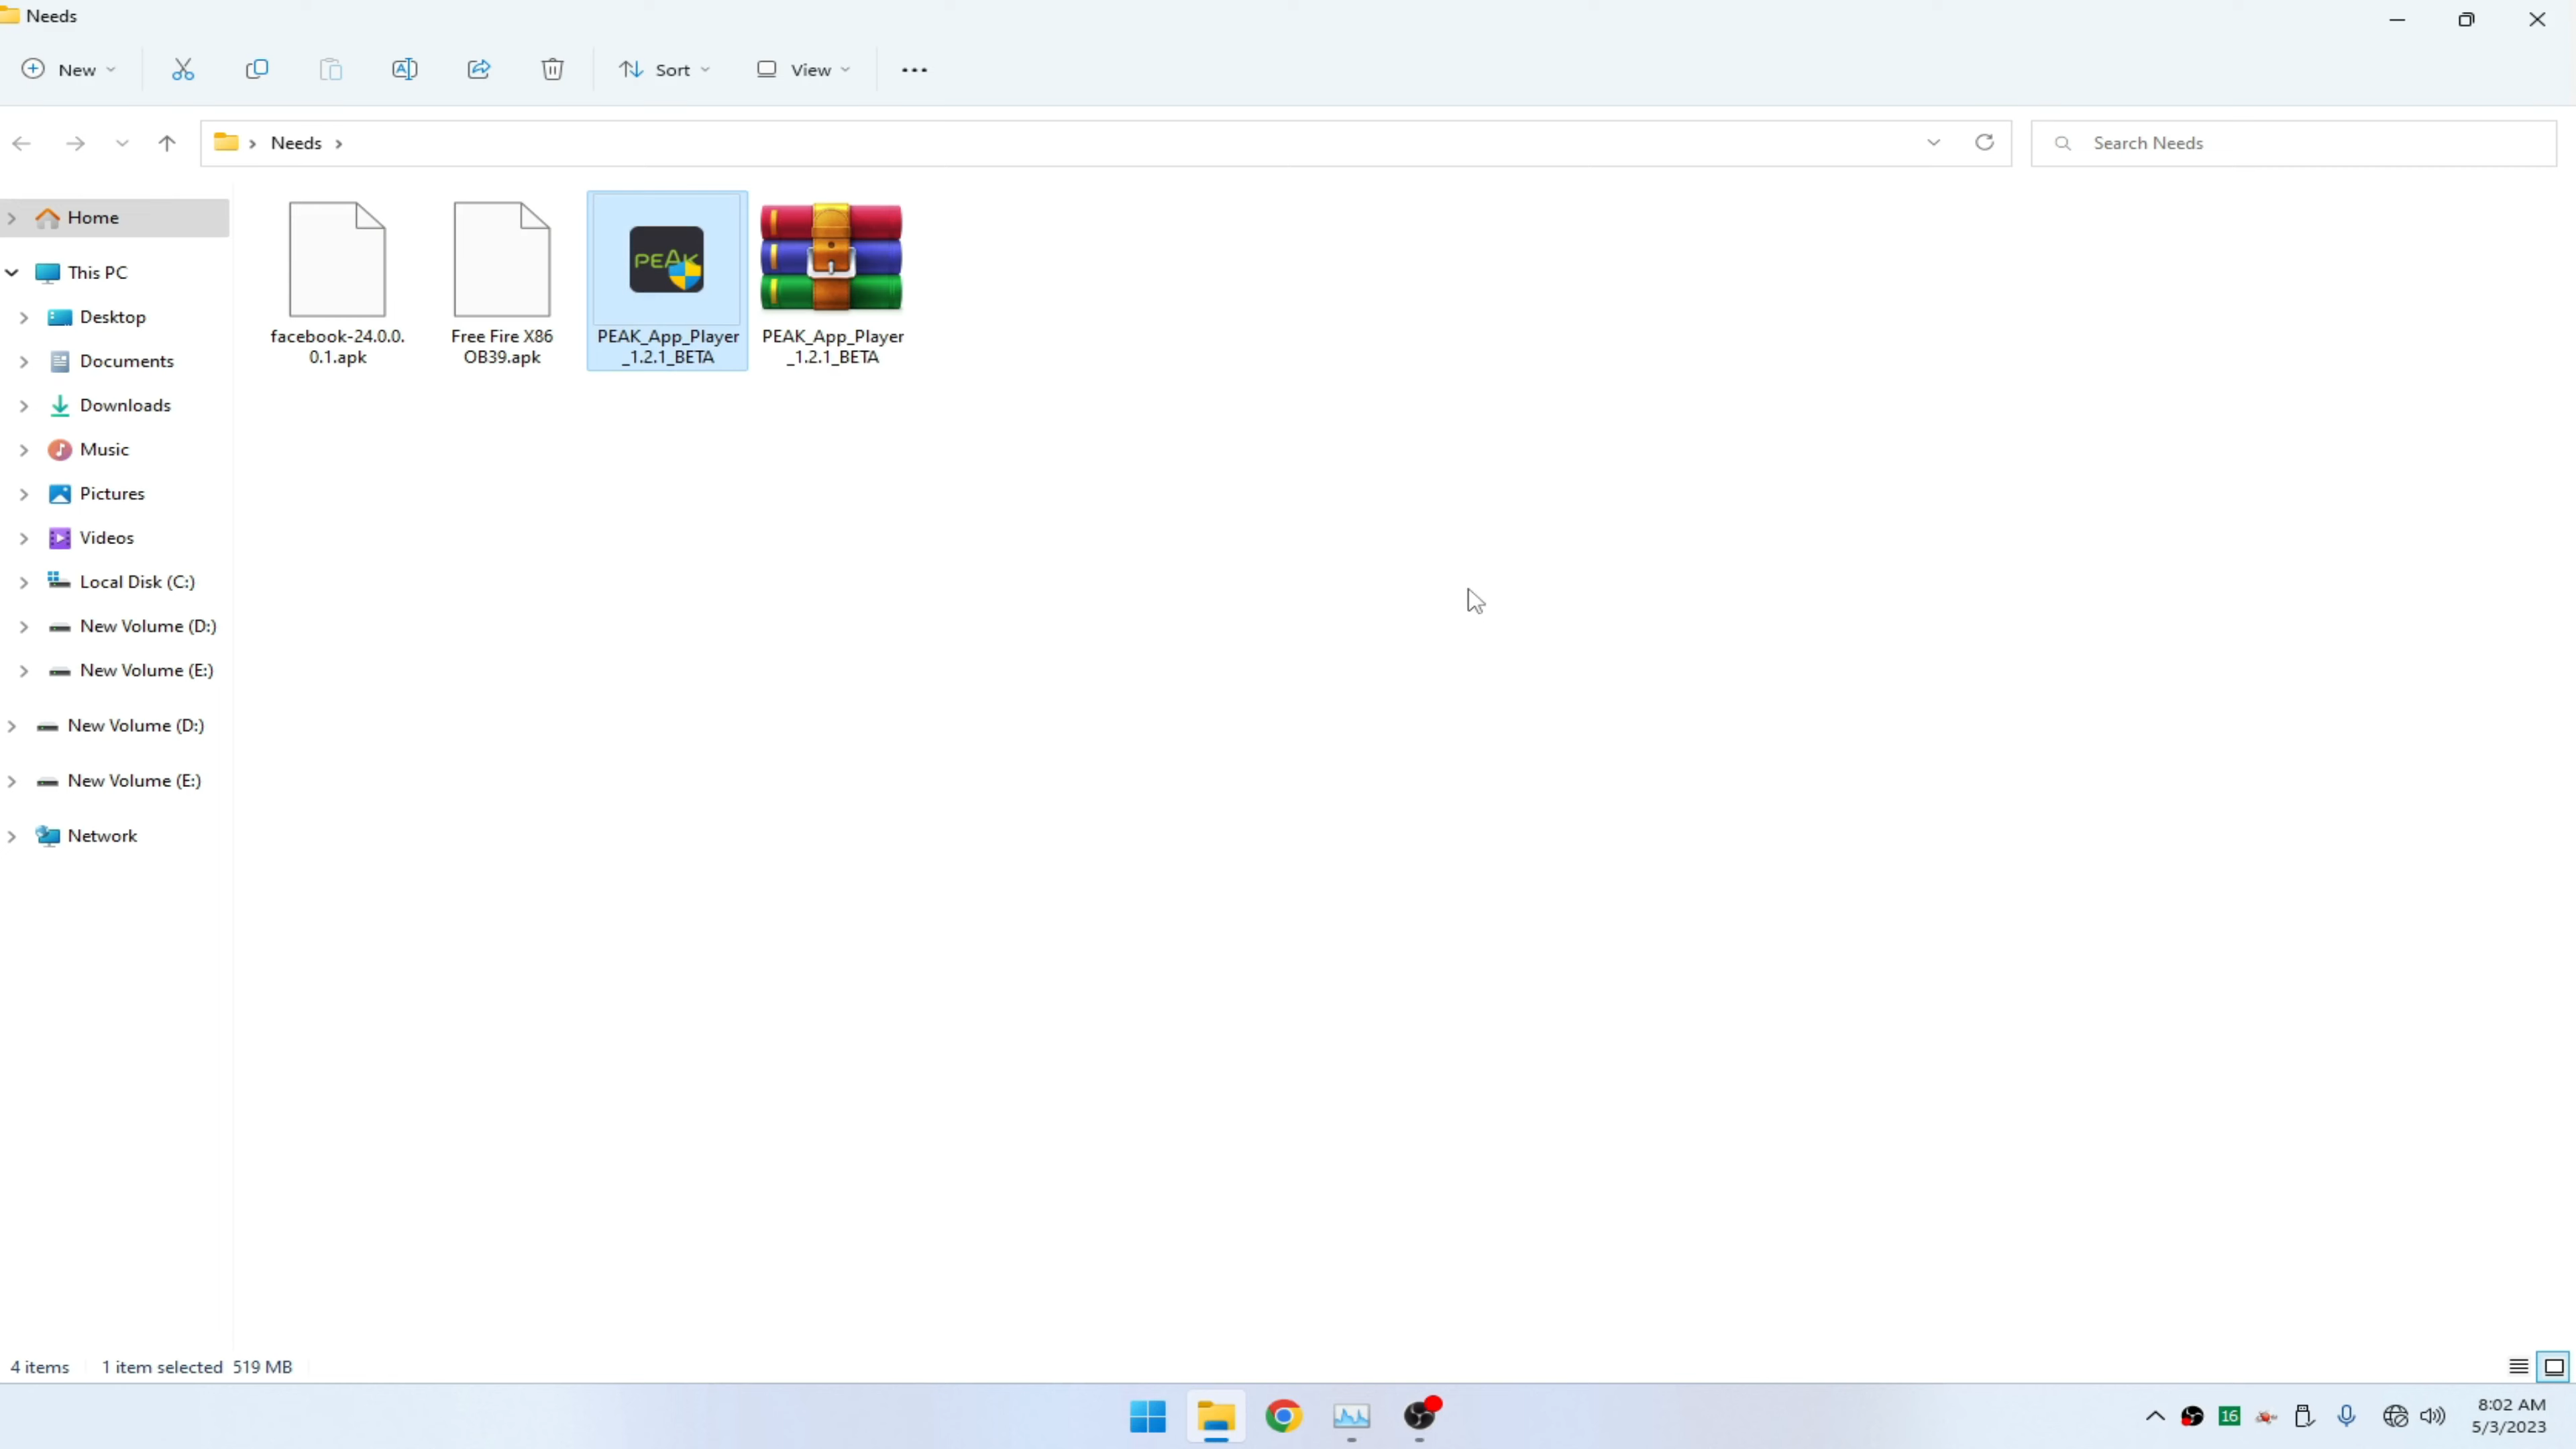 Needs
New
Sort
View
Needs
Search Needs
Home
This PC
Desktop
Documents
Downloads
Music
Pictures
Videos
Local Disk (C:)
New Volume (D:)
New Volume (E:)
New Volume (D:)
New Volume (E:)
Network
facebook-24.0.0.
0.1.apk
Free Fire X86
OB39.apk
PEAK
PEAK_App_Player
_1.2.1_BETA
PEAK_App_Player
_1.2.1_BETA
4 items
1 item selected 519 MB
16
8:02 AM
5/3/2023